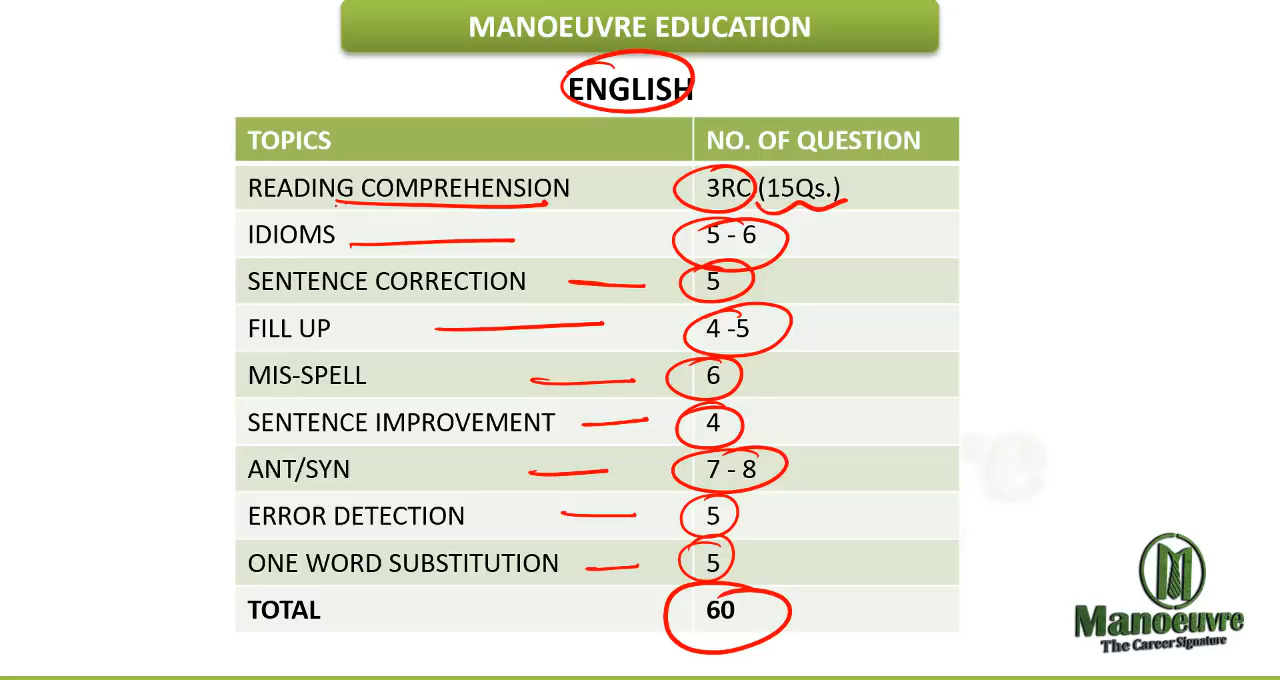 MANOEUVRE EDUCATION
ENGLISH
TOPICS NO. OF QUESTION
READING COMPREHENSION 3RC (15Qs.)
IDIOMS 5 - 6
SENTENCE CORRECTION 5
FILL UP 4 -5
MIS-SPELL 6
SENTENCE IMPROVEMENT 4
ANT/SYN 7 - 8
ERROR DETECTION 5
ONE WORD SUBSTITUTION 5
TOTAL 60
Manoeuvre
The Career Signature